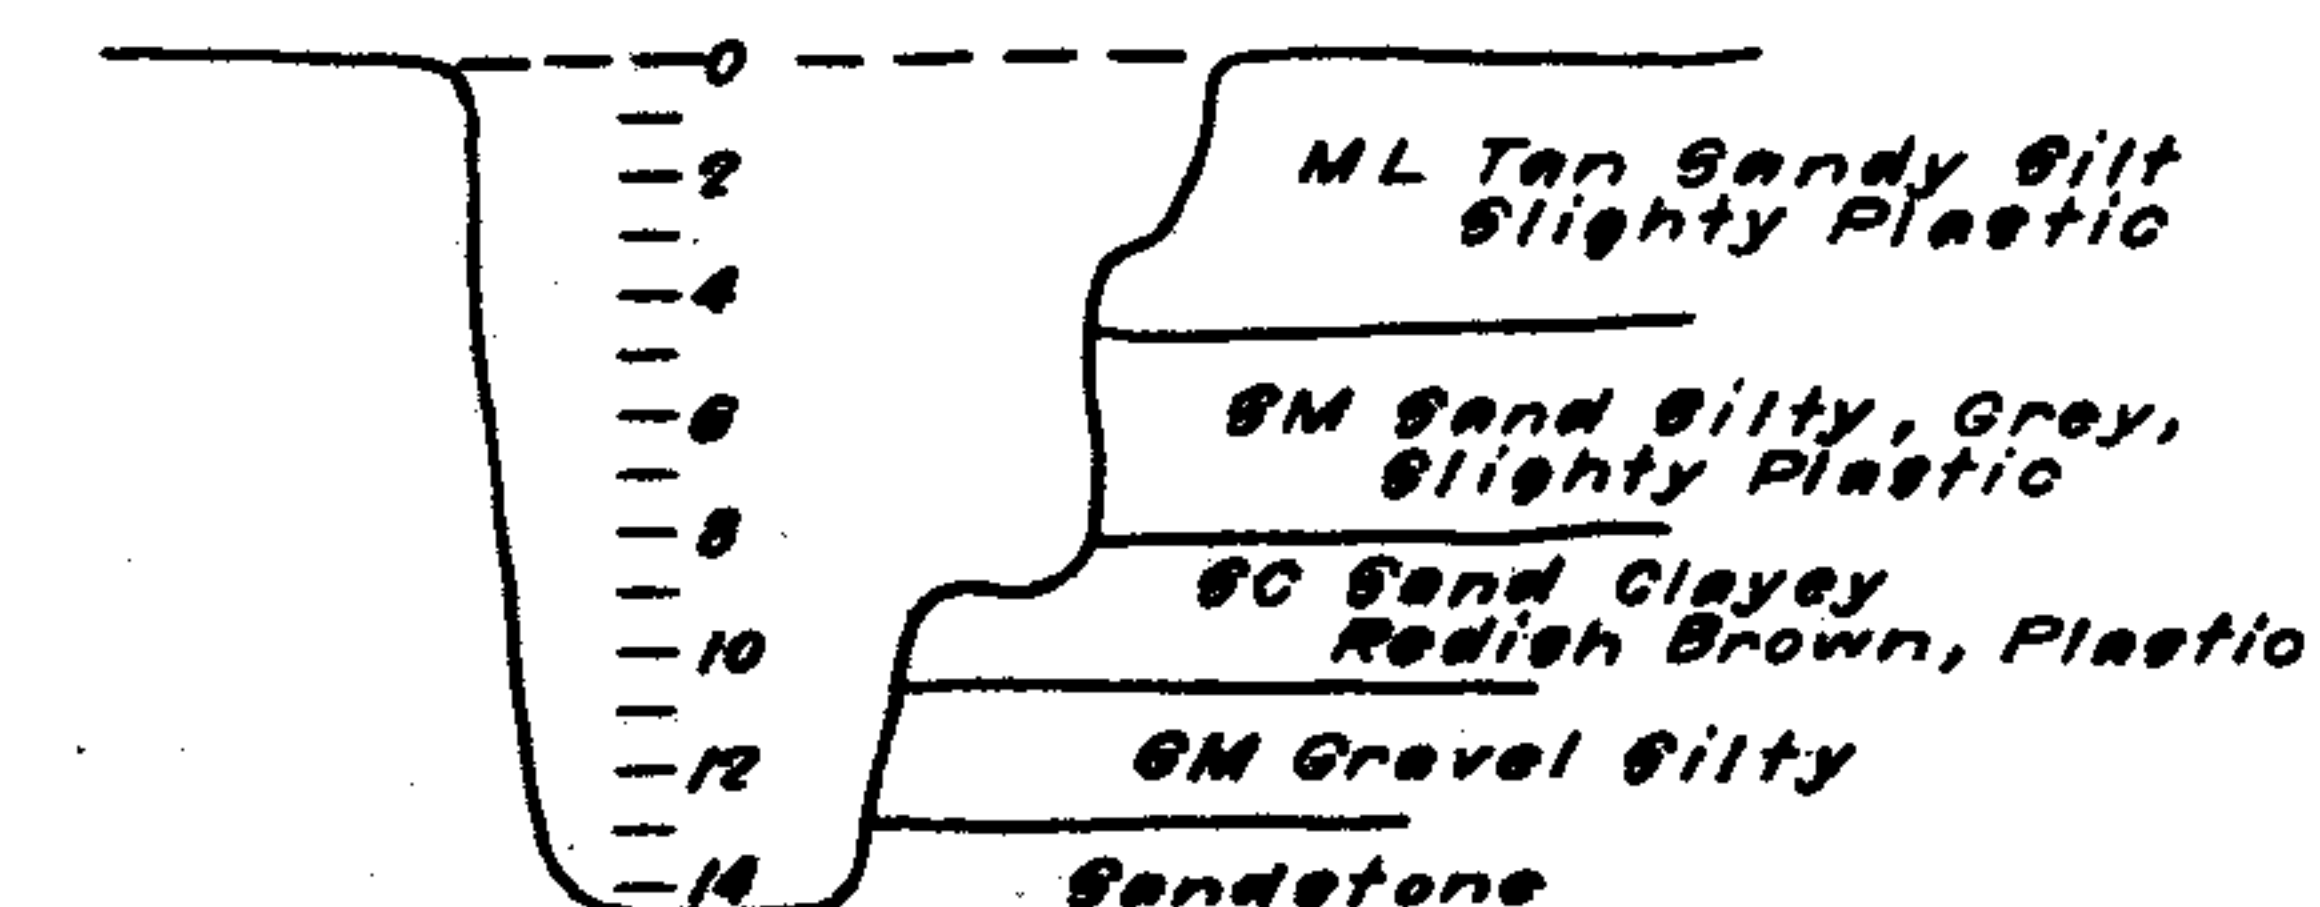 0
2
ML Tan Sandy Silt
Slighty Plastic
4
6
SM Sand Silty, Grey,
Slighty Plastic
8
SC Sand Clayey
10
Redish Brown, Plastic
12
GM Gravel Silty
14
Sandstone